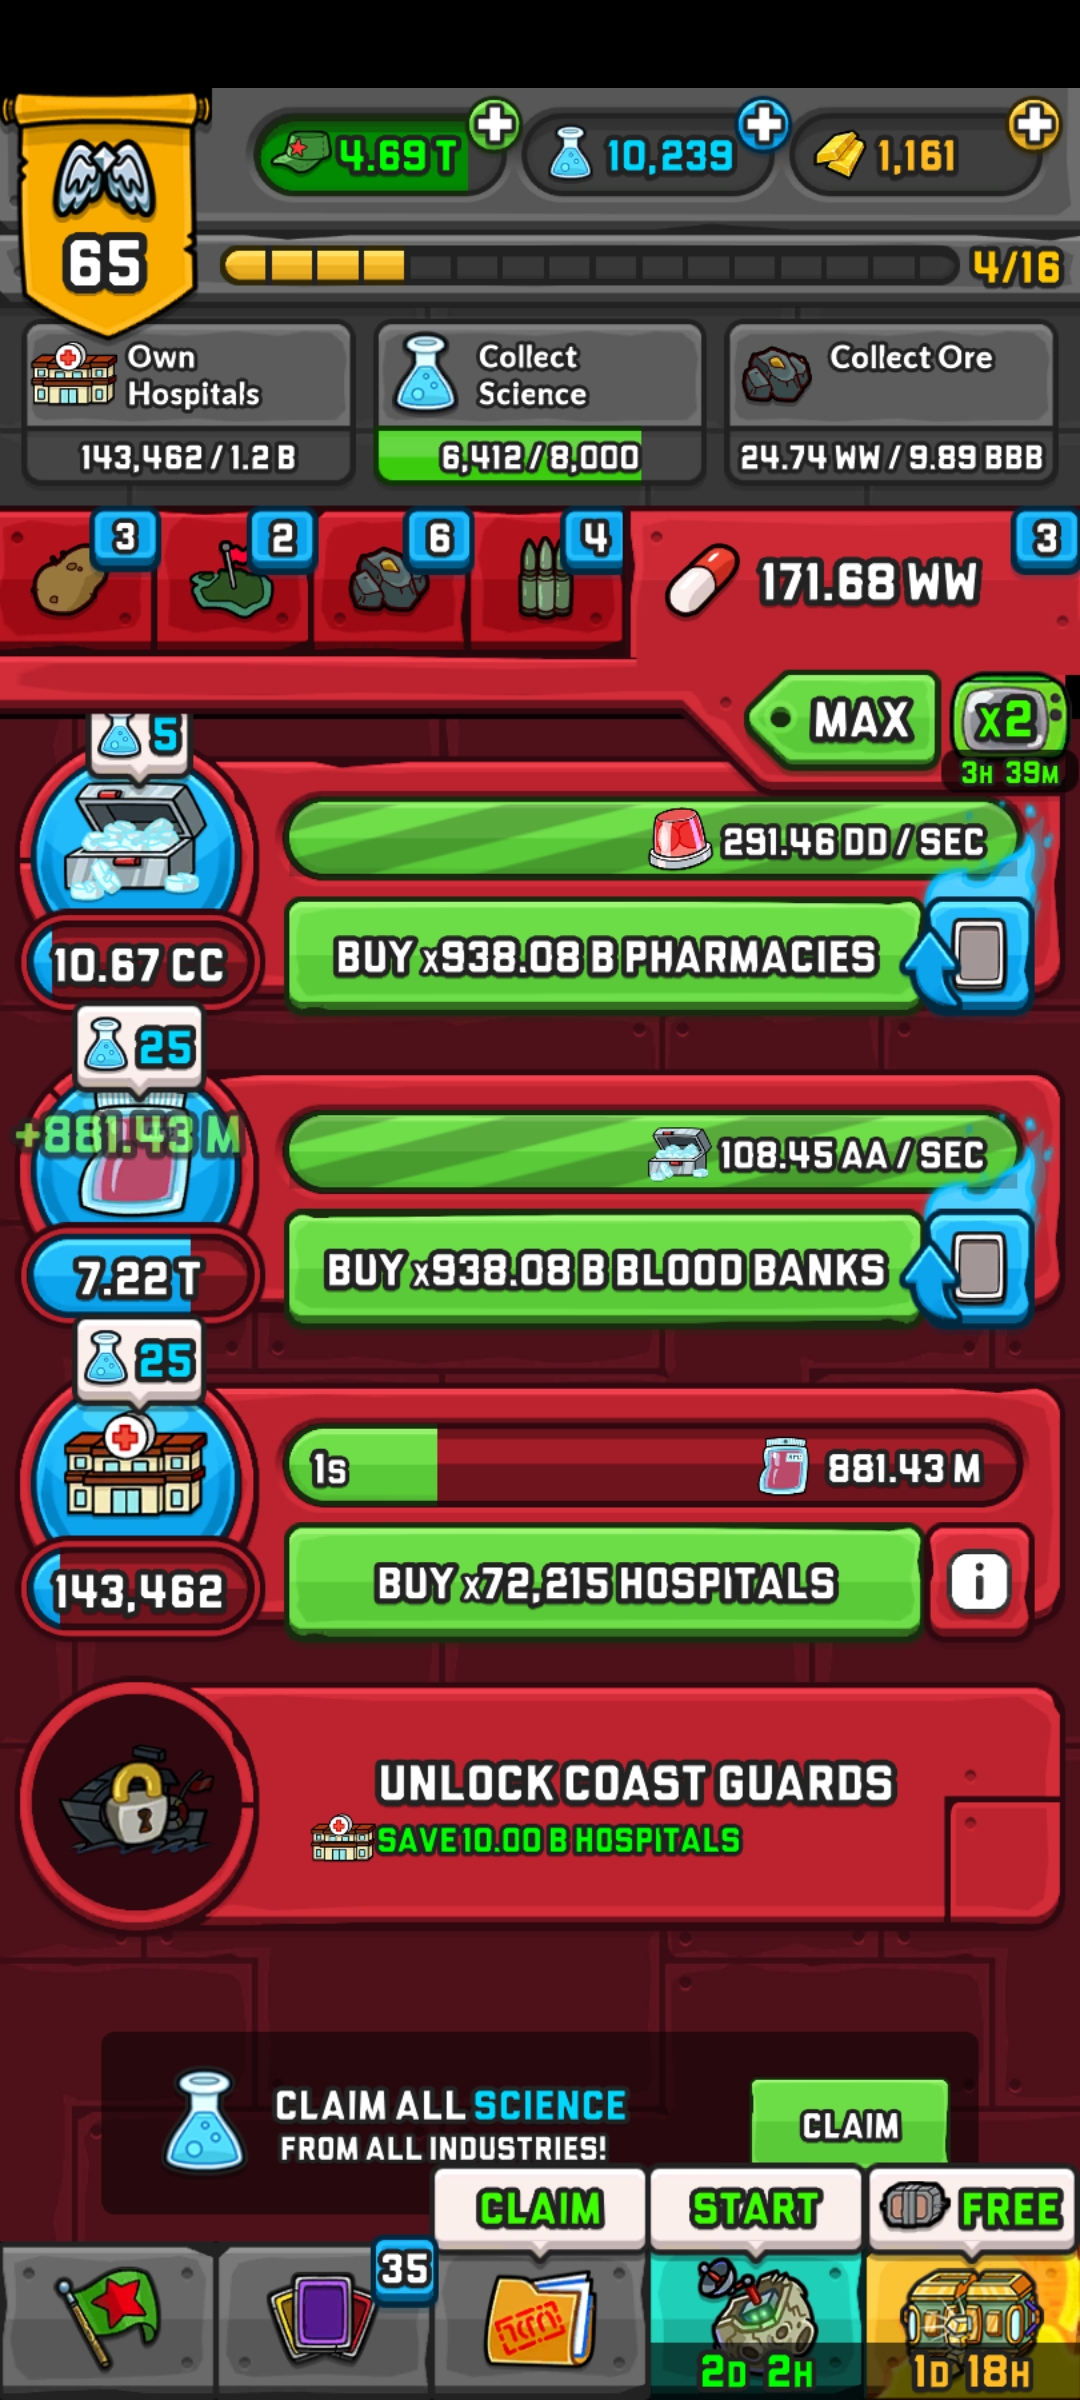 4.69 T
10,239
1,161
65
4/16
Own
Hospitals
143,462 / 1.2 B
Collect
Science
6,412 / 8,000
Collect Ore
24.74 WW / 9.89 BBB
3
2
6
4
3
171.68 WW
MAX
x2
3H 39M
5
291.46 DD / SEC
10.67 CC
BUY x938.08 B PHARMACIES
25
+881.43 M
108.45 AA / SEC
7.22 T
BUY x938.08 B BLOOD BANKS
25
1s
881.43 M
143,462
BUY x72,215 HOSPITALS
i
UNLOCK COAST GUARDS
SAVE 10.00 B HOSPITALS
CLAIM ALL SCIENCE
FROM ALL INDUSTRIES!
CLAIM
CLAIM
START
FREE
35
2D 2H
1D 18H